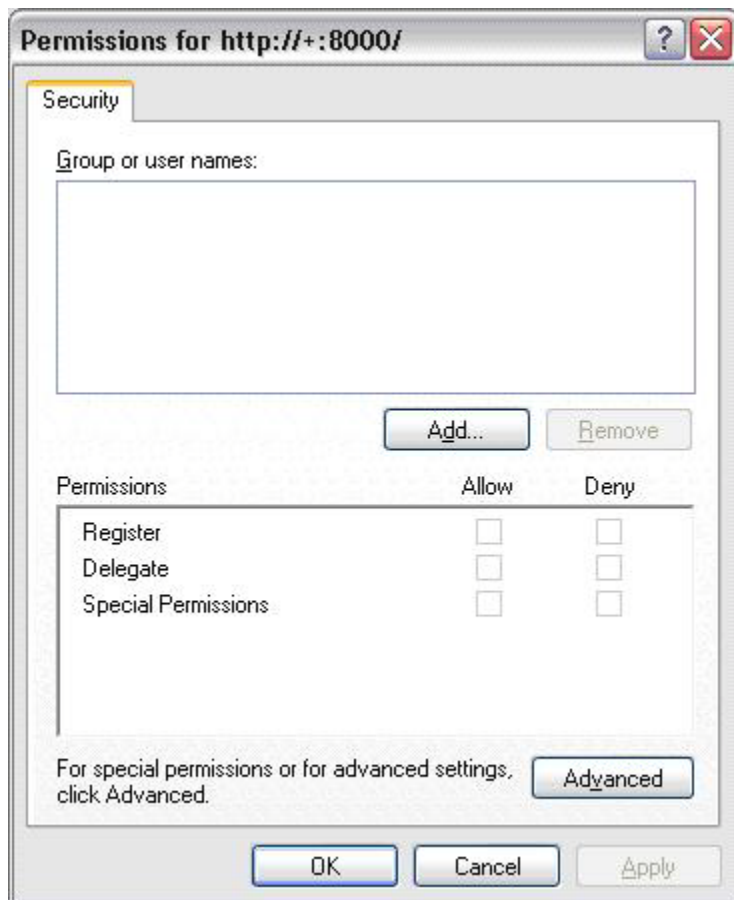 Permissions for http://+:8000/
Security
Group or user names:
Add... Remove
Permissions Allow Deny
Register
Delegate
Special Permissions
For special permissions or for advanced settings,
click Advanced.
Advanced
OK Cancel Apply